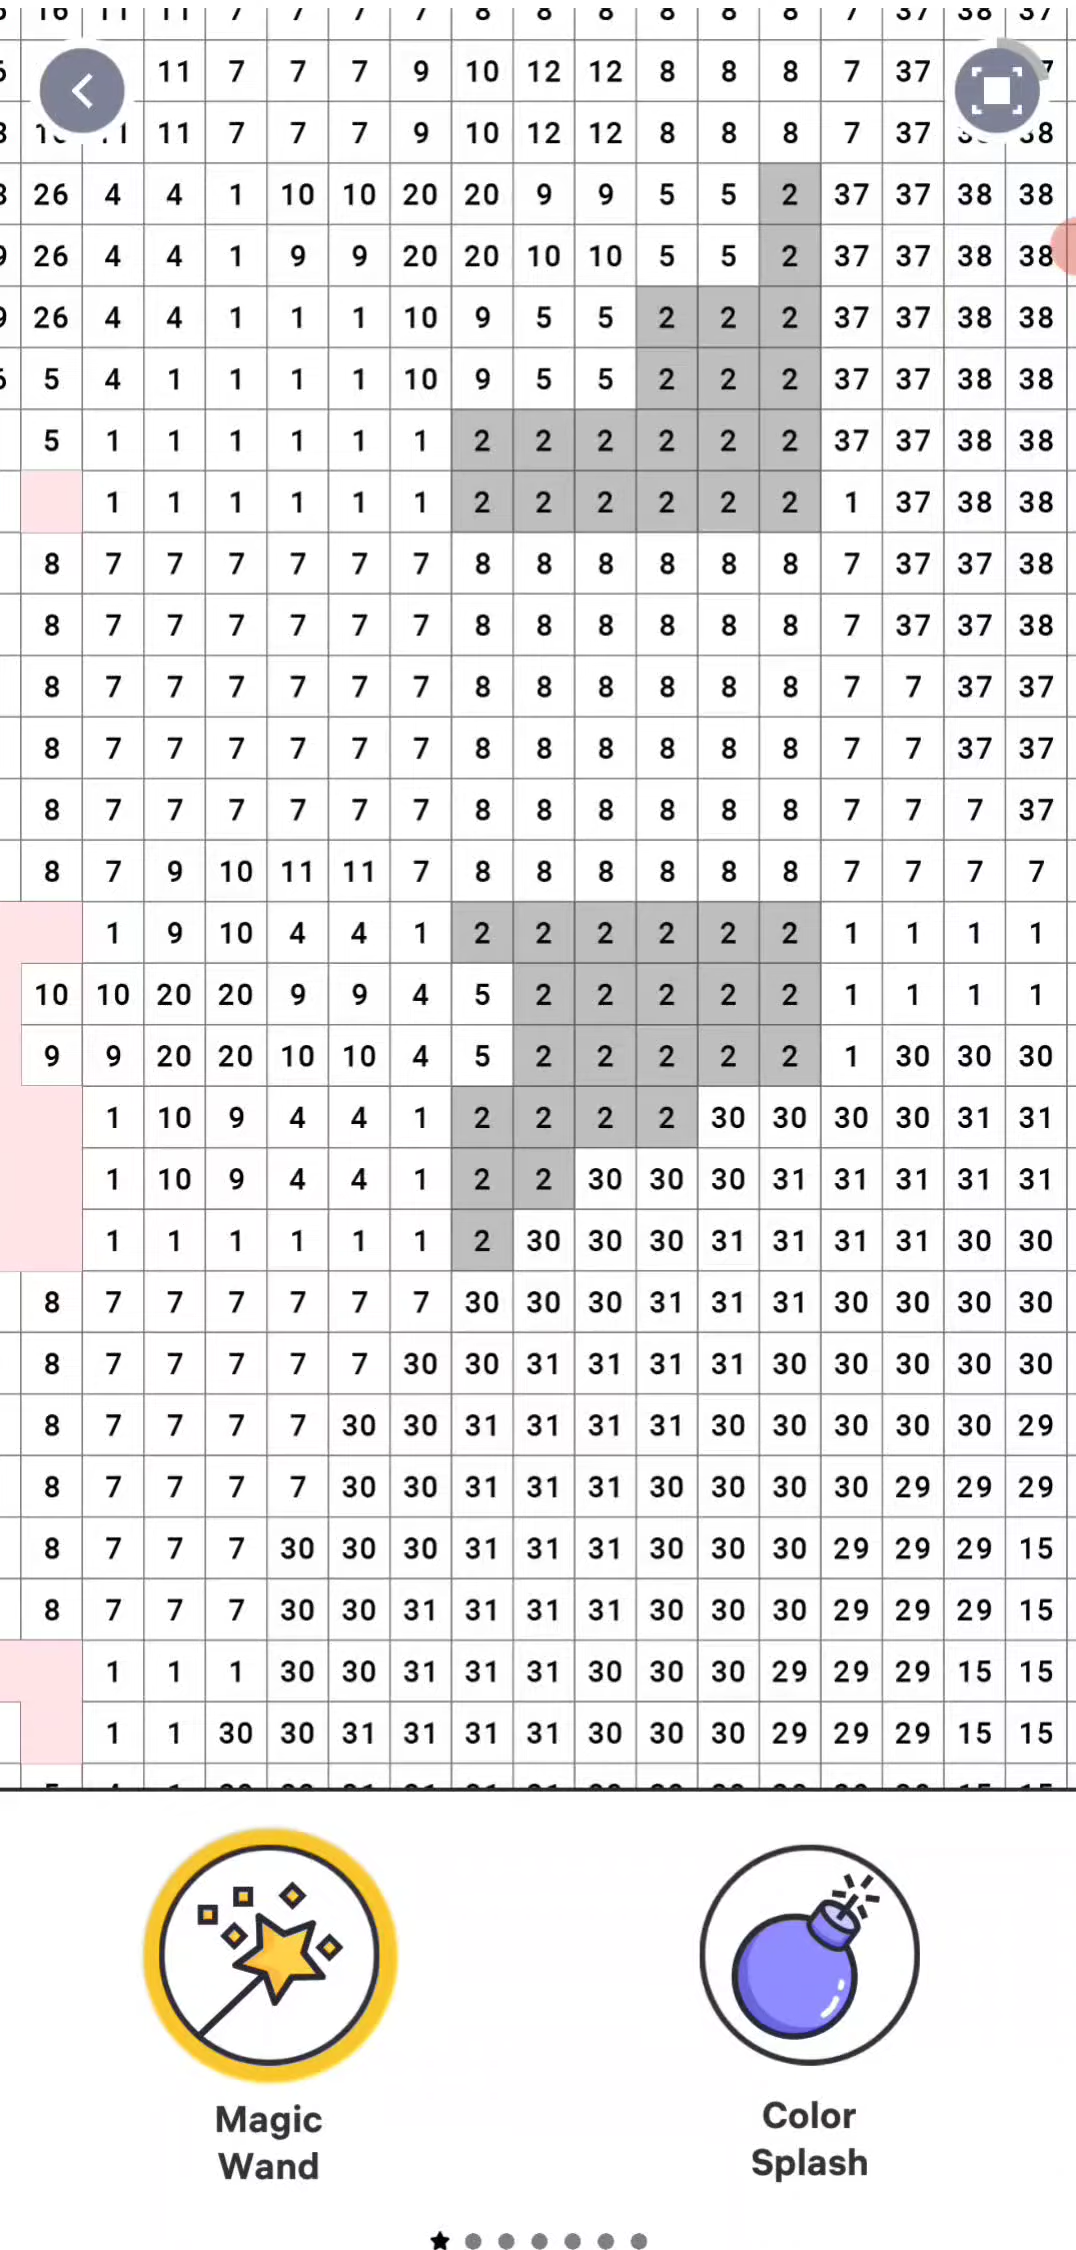 16 11 11 7 7 7 7 8 8 8 8 8 8 7 37 38 37
11 7 7 7 9 10 12 12 8 8 8 7 37
11 7 7 7 9 10 12 12 8 8 8 7 37 38
26 4 4 1 10 10 20 20 9 9 5 5 2 37 37 38 38
26 4 4 1 9 9 20 20 10 10 5 5 2 37 37 38 38
26 4 4 1 1 1 10 9 5 5 2 2 2 37 37 38 38
5 4 1 1 1 1 10 9 5 5 2 2 2 37 37 38 38
5 1 1 1 1 1 1 2 2 2 2 2 2 37 37 38 38
1 1 1 1 1 1 2 2 2 2 2 2 1 37 38 38
8 7 7 7 7 7 7 8 8 8 8 8 8 7 37 37 38
8 7 7 7 7 7 7 8 8 8 8 8 8 7 37 37 38
8 7 7 7 7 7 7 8 8 8 8 8 8 7 7 37 37
8 7 7 7 7 7 7 8 8 8 8 8 8 7 7 37 37
8 7 7 7 7 7 7 8 8 8 8 8 8 7 7 7 37
8 7 9 10 11 11 7 8 8 8 8 8 8 7 7 7 7
1 9 10 4 4 1 2 2 2 2 2 2 1 1 1 1
10 10 20 20 9 9 4 5 2 2 2 2 2 1 1 1 1
9 9 20 20 10 10 4 5 2 2 2 2 2 1 30 30 30
1 10 9 4 4 1 2 2 2 2 30 30 30 30 31 31
1 10 9 4 4 1 2 2 30 30 30 31 31 31 31 31
1 1 1 1 1 1 2 30 30 30 31 31 31 31 30 30
8 7 7 7 7 7 7 30 30 30 31 31 31 30 30 30 30
8 7 7 7 7 7 30 30 31 31 31 31 30 30 30 30 30
8 7 7 7 7 30 30 31 31 31 31 30 30 30 30 30 29
8 7 7 7 7 30 30 31 31 31 30 30 30 30 29 29 29
8 7 7 7 30 30 30 31 31 31 30 30 30 29 29 29 15
8 7 7 7 30 30 31 31 31 31 30 30 30 29 29 29 15
1 1 1 30 30 31 31 31 30 30 30 29 29 29 15 15
1 1 30 30 31 31 31 31 30 30 30 29 29 29 15 15
Magic
Wand
Color
Splash